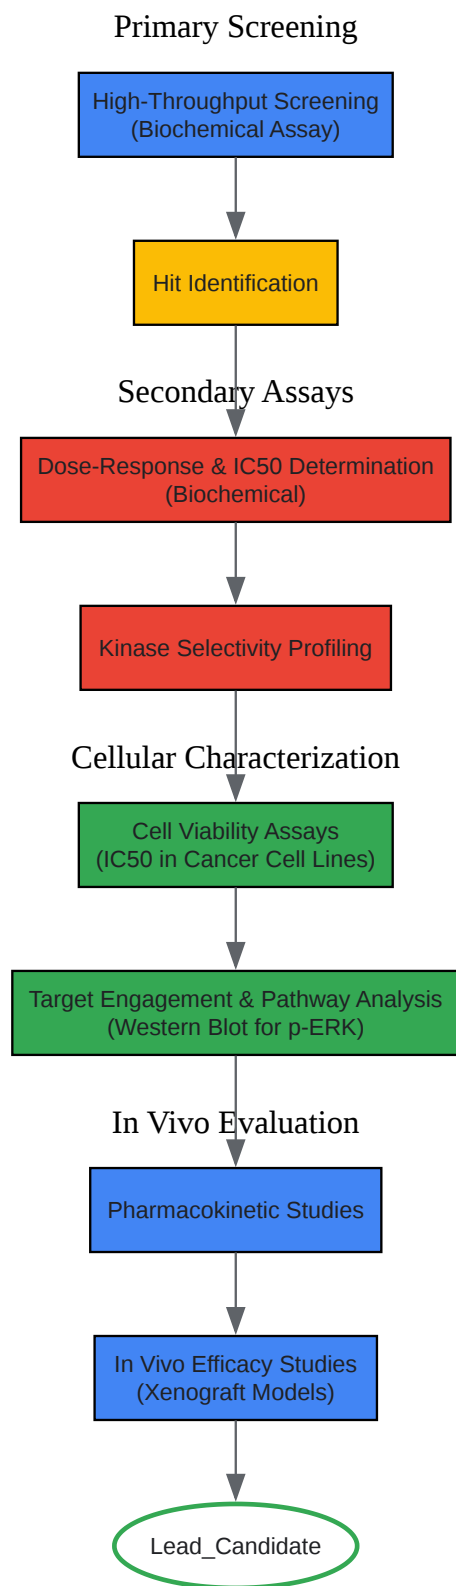 Primary Screening
High-Throughput Screening
(Biochemical Assay)
Hit Identification
Secondary Assays
Dose-Response & IC50 Determination
(Biochemical)
Kinase Selectivity Profiling
Cellular Characterization
Cell Viability Assays
(IC50 in Cancer Cell Lines)
Target Engagement & Pathway Analysis
(Western Blot for p-ERK)
In Vivo Evaluation
Pharmacokinetic Studies
In Vivo Efficacy Studies
(Xenograft Models)
Lead_Candidate